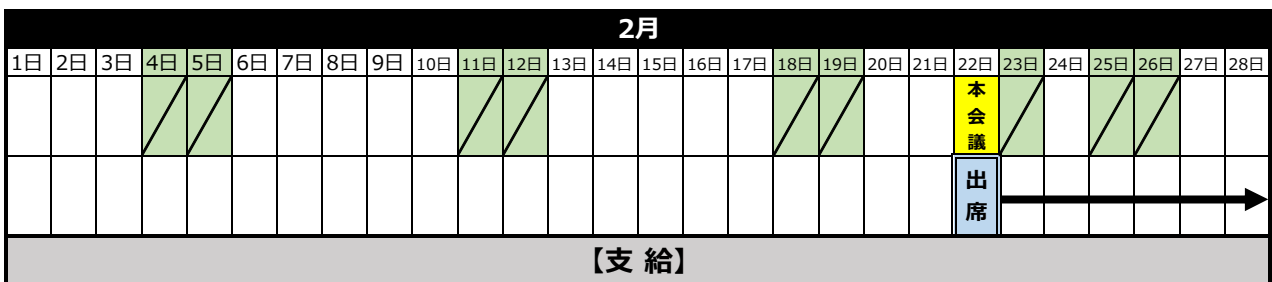 2月
1日 2日 3日 4日 5日 6日 7日 8日 9日 10日 11日 12日 13日 14日 15日 16日 17日 18日 19日 20日 21日 22日 23日 24日 25日 26日 27日 28日
本会議
出席
【支 給】